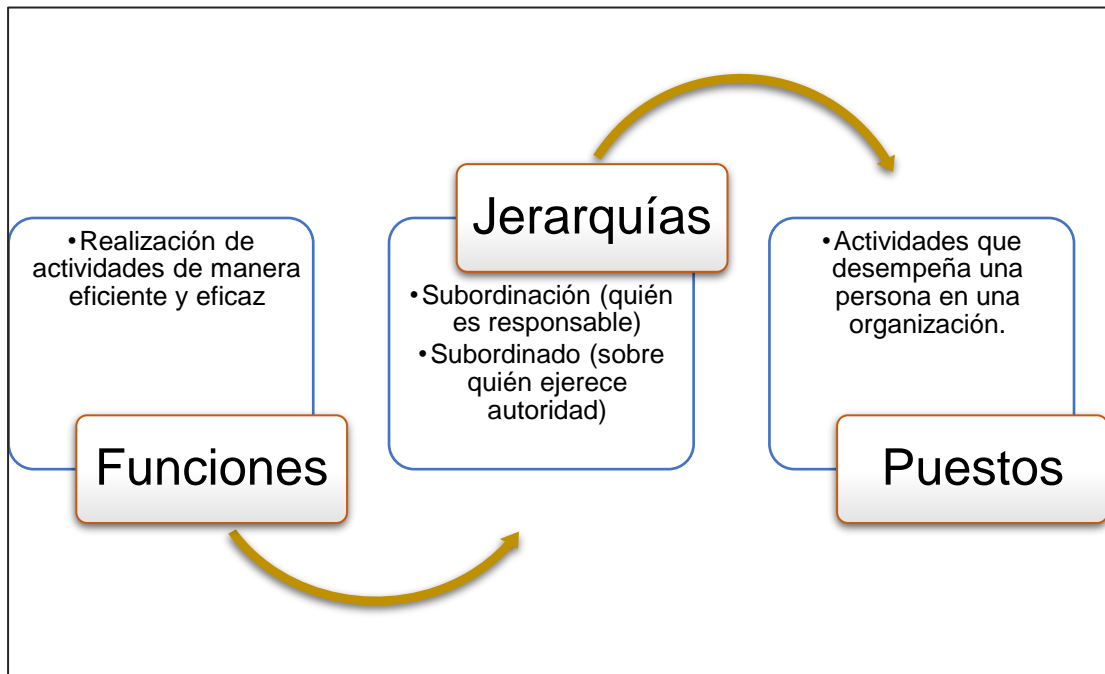 •Realización de
actividades de manera
eficiente y eficaz
Funciones
Jerarquías
•Subordinación (quién
es responsable)
•Subordinado (sobre
quién ejerece
autoridad)
•Actividades que
desempeña una
persona en una
organización.
Puestos